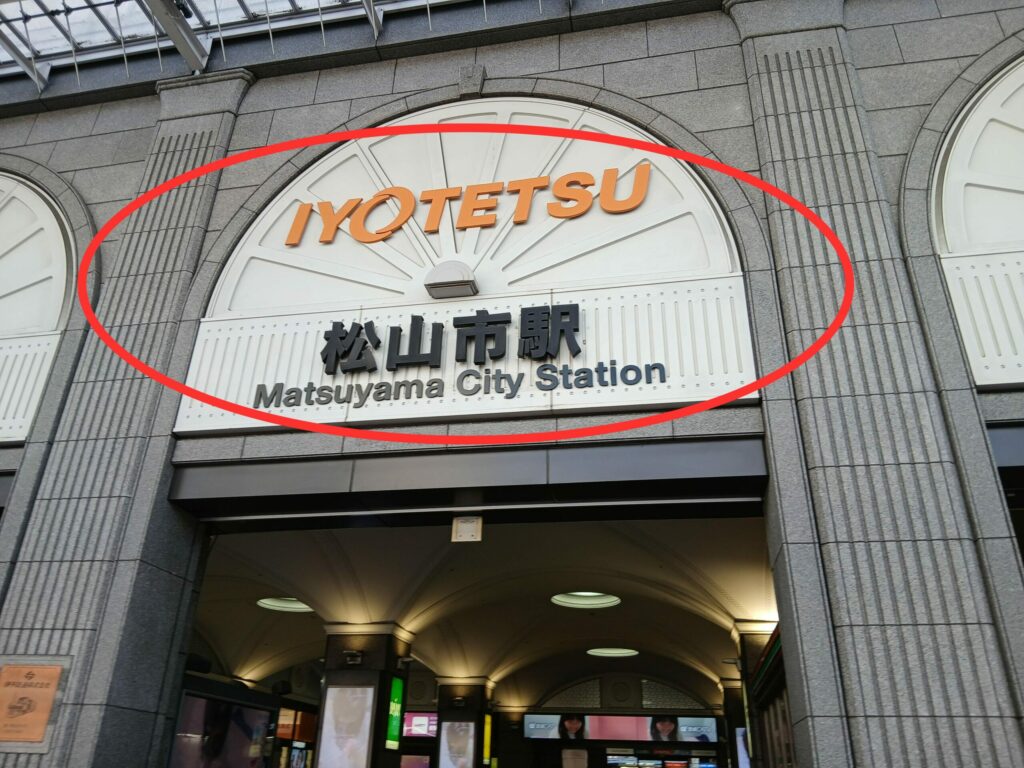 IYOTETSU
松山市駅
Matsuyama City Station